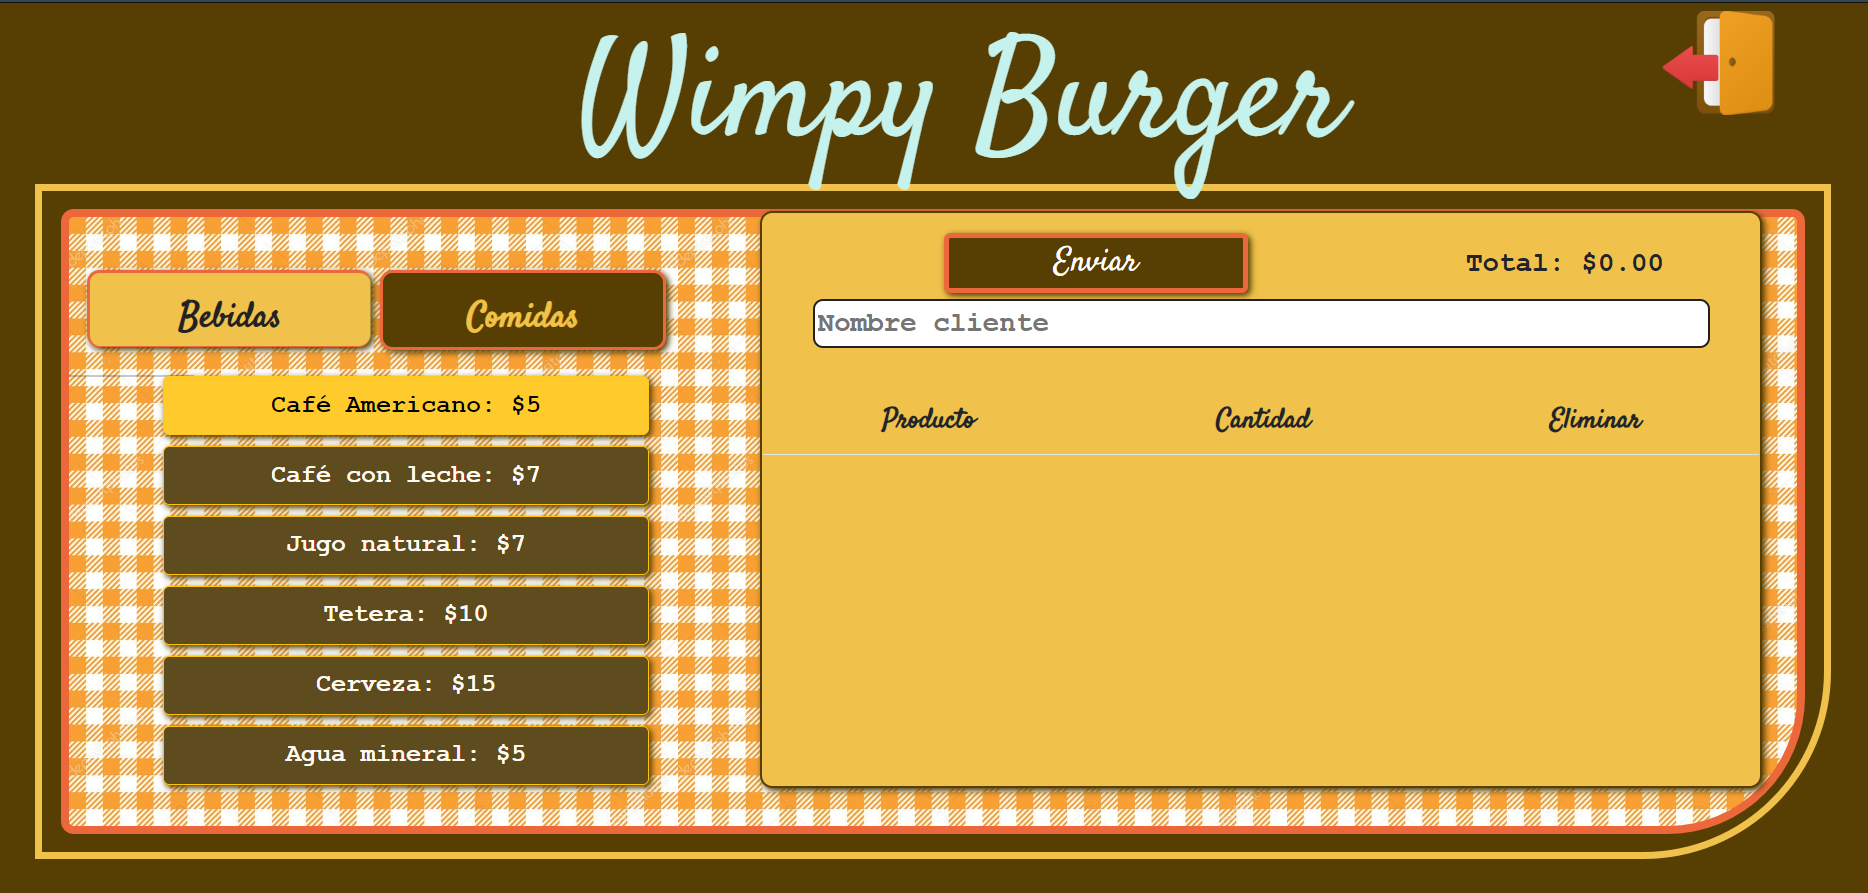 Wimpy Burger
Bebidas
Comidas
Café Americano: $5
Café con leche: $7
Jugo natural: $7
Tetera: $10
Cerveza: $15
Agua mineral: $5
Enviar
Total: $0.00
Nombre cliente
Producto
Cantidad
Eliminar